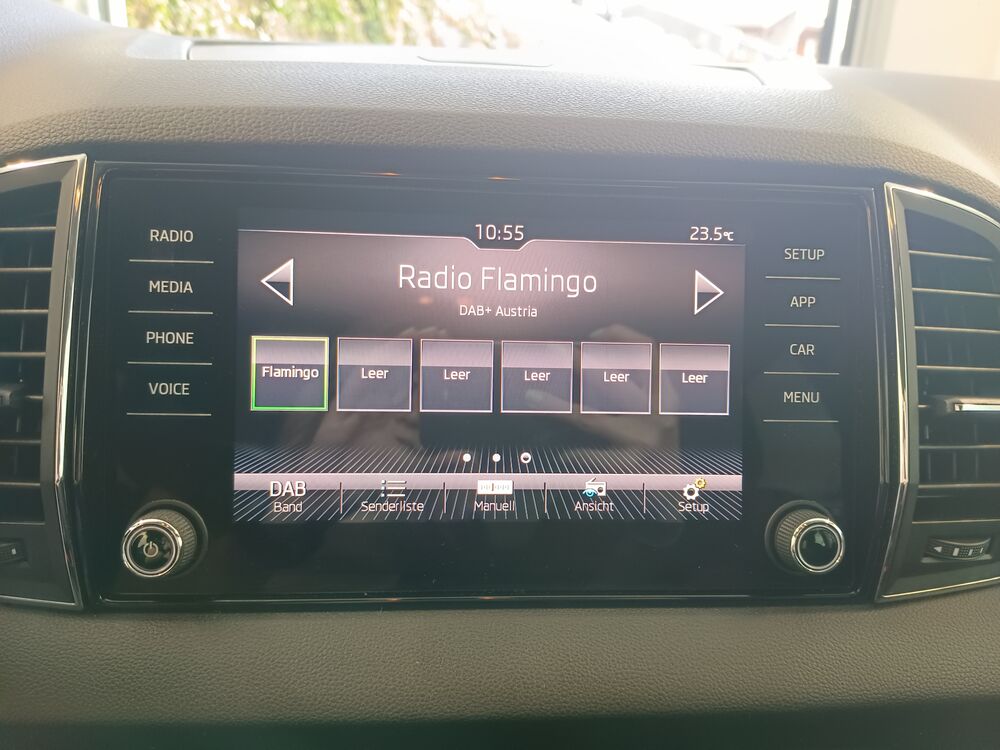 RADIO
MEDIA
PHONE
VOICE
10:55
23.5℃
Radio Flamingo
DAB+ Austria
Flamingo
Leer
Leer
Leer
Leer
Leer
DAB
Band
Senderliste
Manuell
Ansicht
Setup
SETUP
APP
CAR
MENU